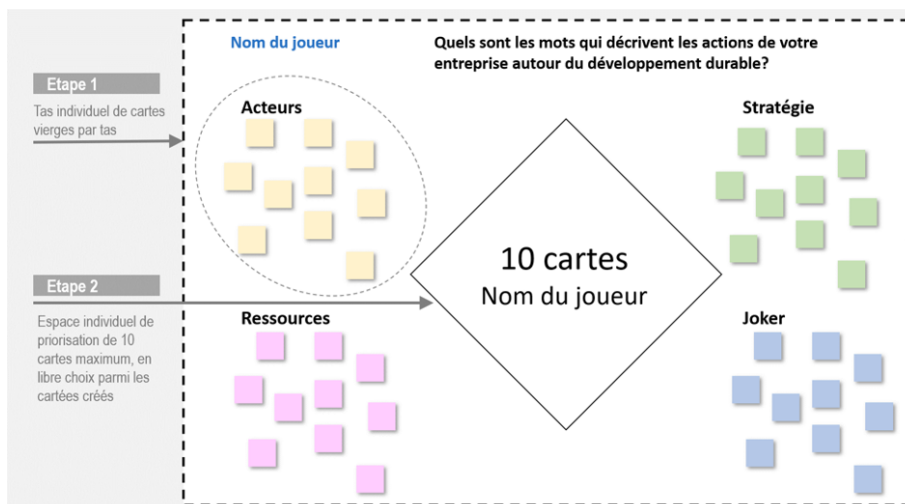 Nom du joueur
Quels sont les mots qui décrivent les actions de votre
entreprise autour du développement durable?
Etape 1
Tas individuel de cartes
vierges par tas
Acteurs
Stratégie
10 cartes
Nom du joueur
Etape 2
Espace individuel de
priorisation de 10
cartes maximum, en
libre choix parmi les
cartées créés
Ressources
Joker